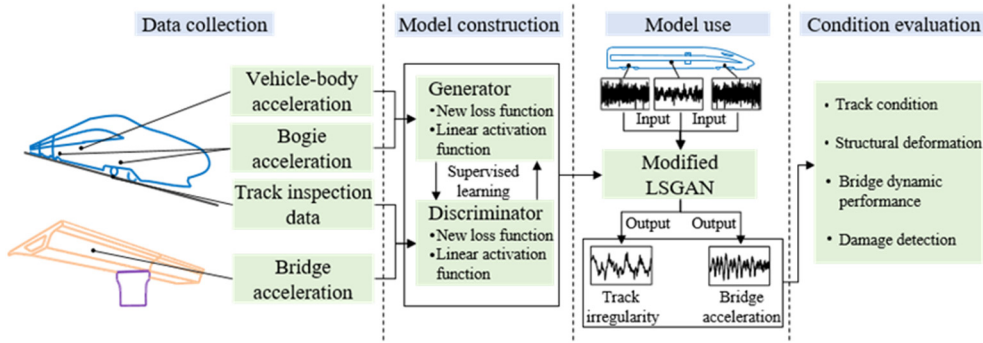 Data collection
Vehicle-body
acceleration
Bogie acceleration
Track inspection
data
Bridge
acceleration
Model construction
Generator
•New loss function
•Linear activation
function
Supervised
learning
Discriminator
•New loss function
•Linear activation
function
Model use
Input
Input
Modified
LSGAN
Output
Output
Track
irregularity
Bridge
acceleration
Condition evaluation
• Track condition
• Structural deformation
• Bridge dynamic
performance
• Damage detection